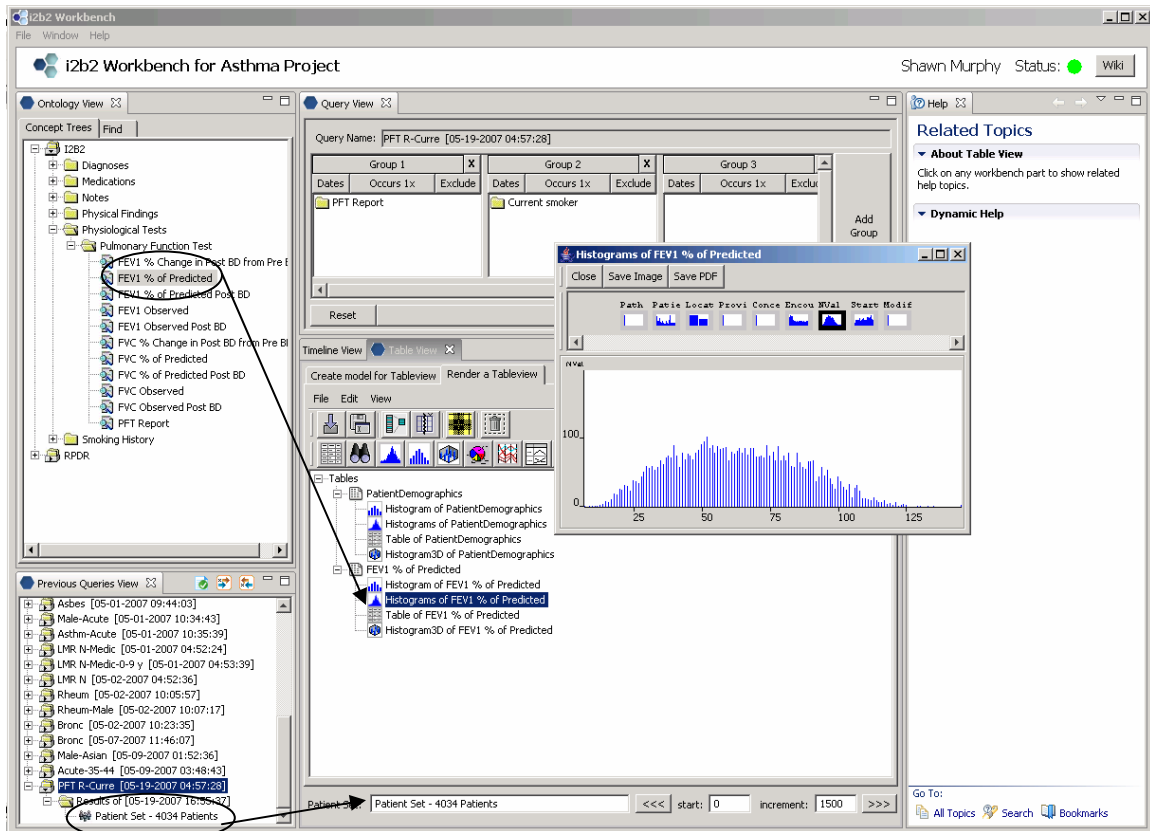 i2b2 Workbench
File Window Help
i2b2 Workbench for Asthma Project
Shawn Murphy Status: Wiki
Ontology View
Concept Trees Find
I2B2
Diagnoses
Medications
Notes
Physical Findings
Physiological Tests
Pulmonary Function Test
FEV1 % Change in Post BD from Pre B
FEV1 % of Predicted
FEV1 % of Predicted Post BD
FEV1 Observed
FEV1 Observed Post BD
FVC % Change in Post BD from Pre B
FVC % of Predicted
FVC % of Predicted Post BD
FVC Observed
FVC Observed Post BD
PFT Report
Smoking History
RPDR
Previous Queries View
Asbes [05-01-2007 09:44:03]
Male-Acute [05-01-2007 10:34:43]
Asthm-Acute [05-01-2007 10:35:39]
LMR N-Medic [05-01-2007 04:52:24]
LMR N-Medic-0-9 y [05-01-2007 04:53:39]
LMR N [05-02-2007 04:52:36]
Rheum [05-02-2007 10:05:57]
Rheum-Male [05-02-2007 10:07:17]
Bronc [05-02-2007 10:23:35]
Bronc [05-07-2007 11:46:07]
Male-Asian [05-09-2007 01:52:36]
Acute-35-44 [05-09-2007 03:48:43]
PFT R-Curre [05-19-2007 04:57:28]
Results of [05-19-2007 16:55:37]
Patient Set - 4034 Patients
Query View
Query Name: PFT R-Curre [05-19-2007 04:57:28]
Group 1 X Group 2 X Group 3
Dates Occurs 1x Exclude Dates Occurs 1x Exclude Dates Occurs 1x Exclu
PFT Report Current smoker
Add
Group
Reset
Timeline View Table View
Create model for Tableview Render a Tableview
File Edit View
Tables
PatientDemographics
Histogram of PatientDemographics
Histograms of PatientDemographics
Table of PatientDemographics
Histogram3D of PatientDemographics
FEV1 % of Predicted
Histogram of FEV1 % of Predicted
Histograms of FEV1 % of Predicted
Table of FEV1 % of Predicted
Histogram3D of FEV1 % of Predicted
Patient Set: Patient Set - 4034 Patients <<< start: 0 increment: 1500 >>>
Histograms of FEV1 % of Predicted
Close Save Image Save PDF
Path Patie Locat Provi Conce Encou NVal Start Modif
NVal
100
0
25 50 75 100 125
Help
Related Topics
About Table View
Click on any workbench part to show related
help topics.
Dynamic Help
Go To:
All Topics Search Bookmarks